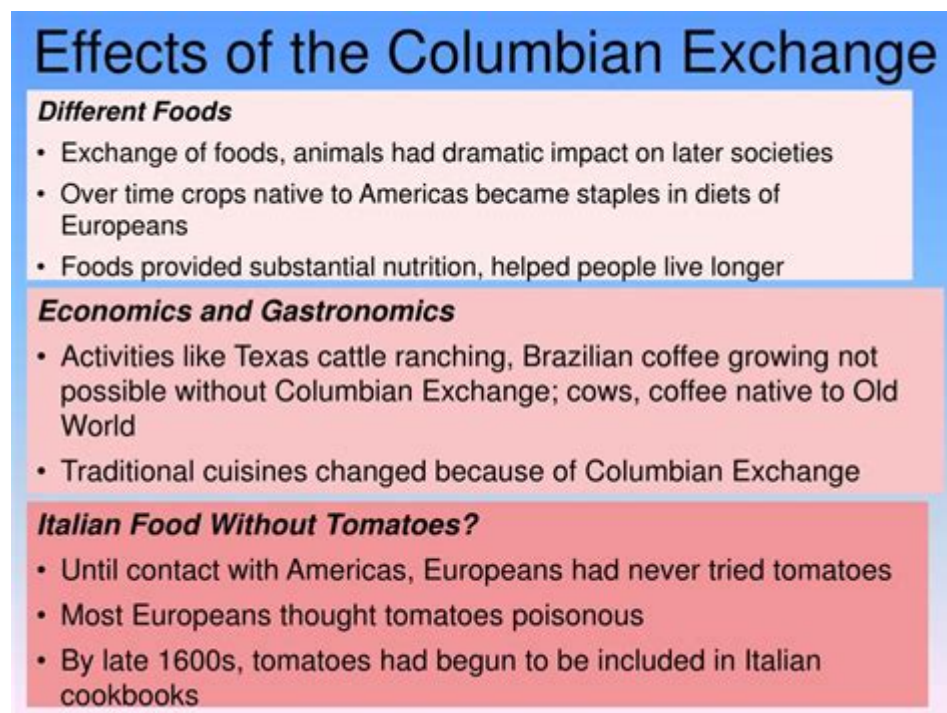 Effects of the Columbian Exchange
Different Foods
• Exchange of foods, animals had dramatic impact on later societies
• Over time crops native to Americas became staples in diets of
Europeans
• Foods provided substantial nutrition, helped people live longer
Economics and Gastronomics
• Activities like Texas cattle ranching, Brazilian coffee growing not
possible without Columbian Exchange; cows, coffee native to Old
World
• Traditional cuisines changed because of Columbian Exchange
Italian Food Without Tomatoes?
• Until contact with Americas, Europeans had never tried tomatoes
• Most Europeans thought tomatoes poisonous
• By late 1600s, tomatoes had begun to be included in Italian
cookbooks